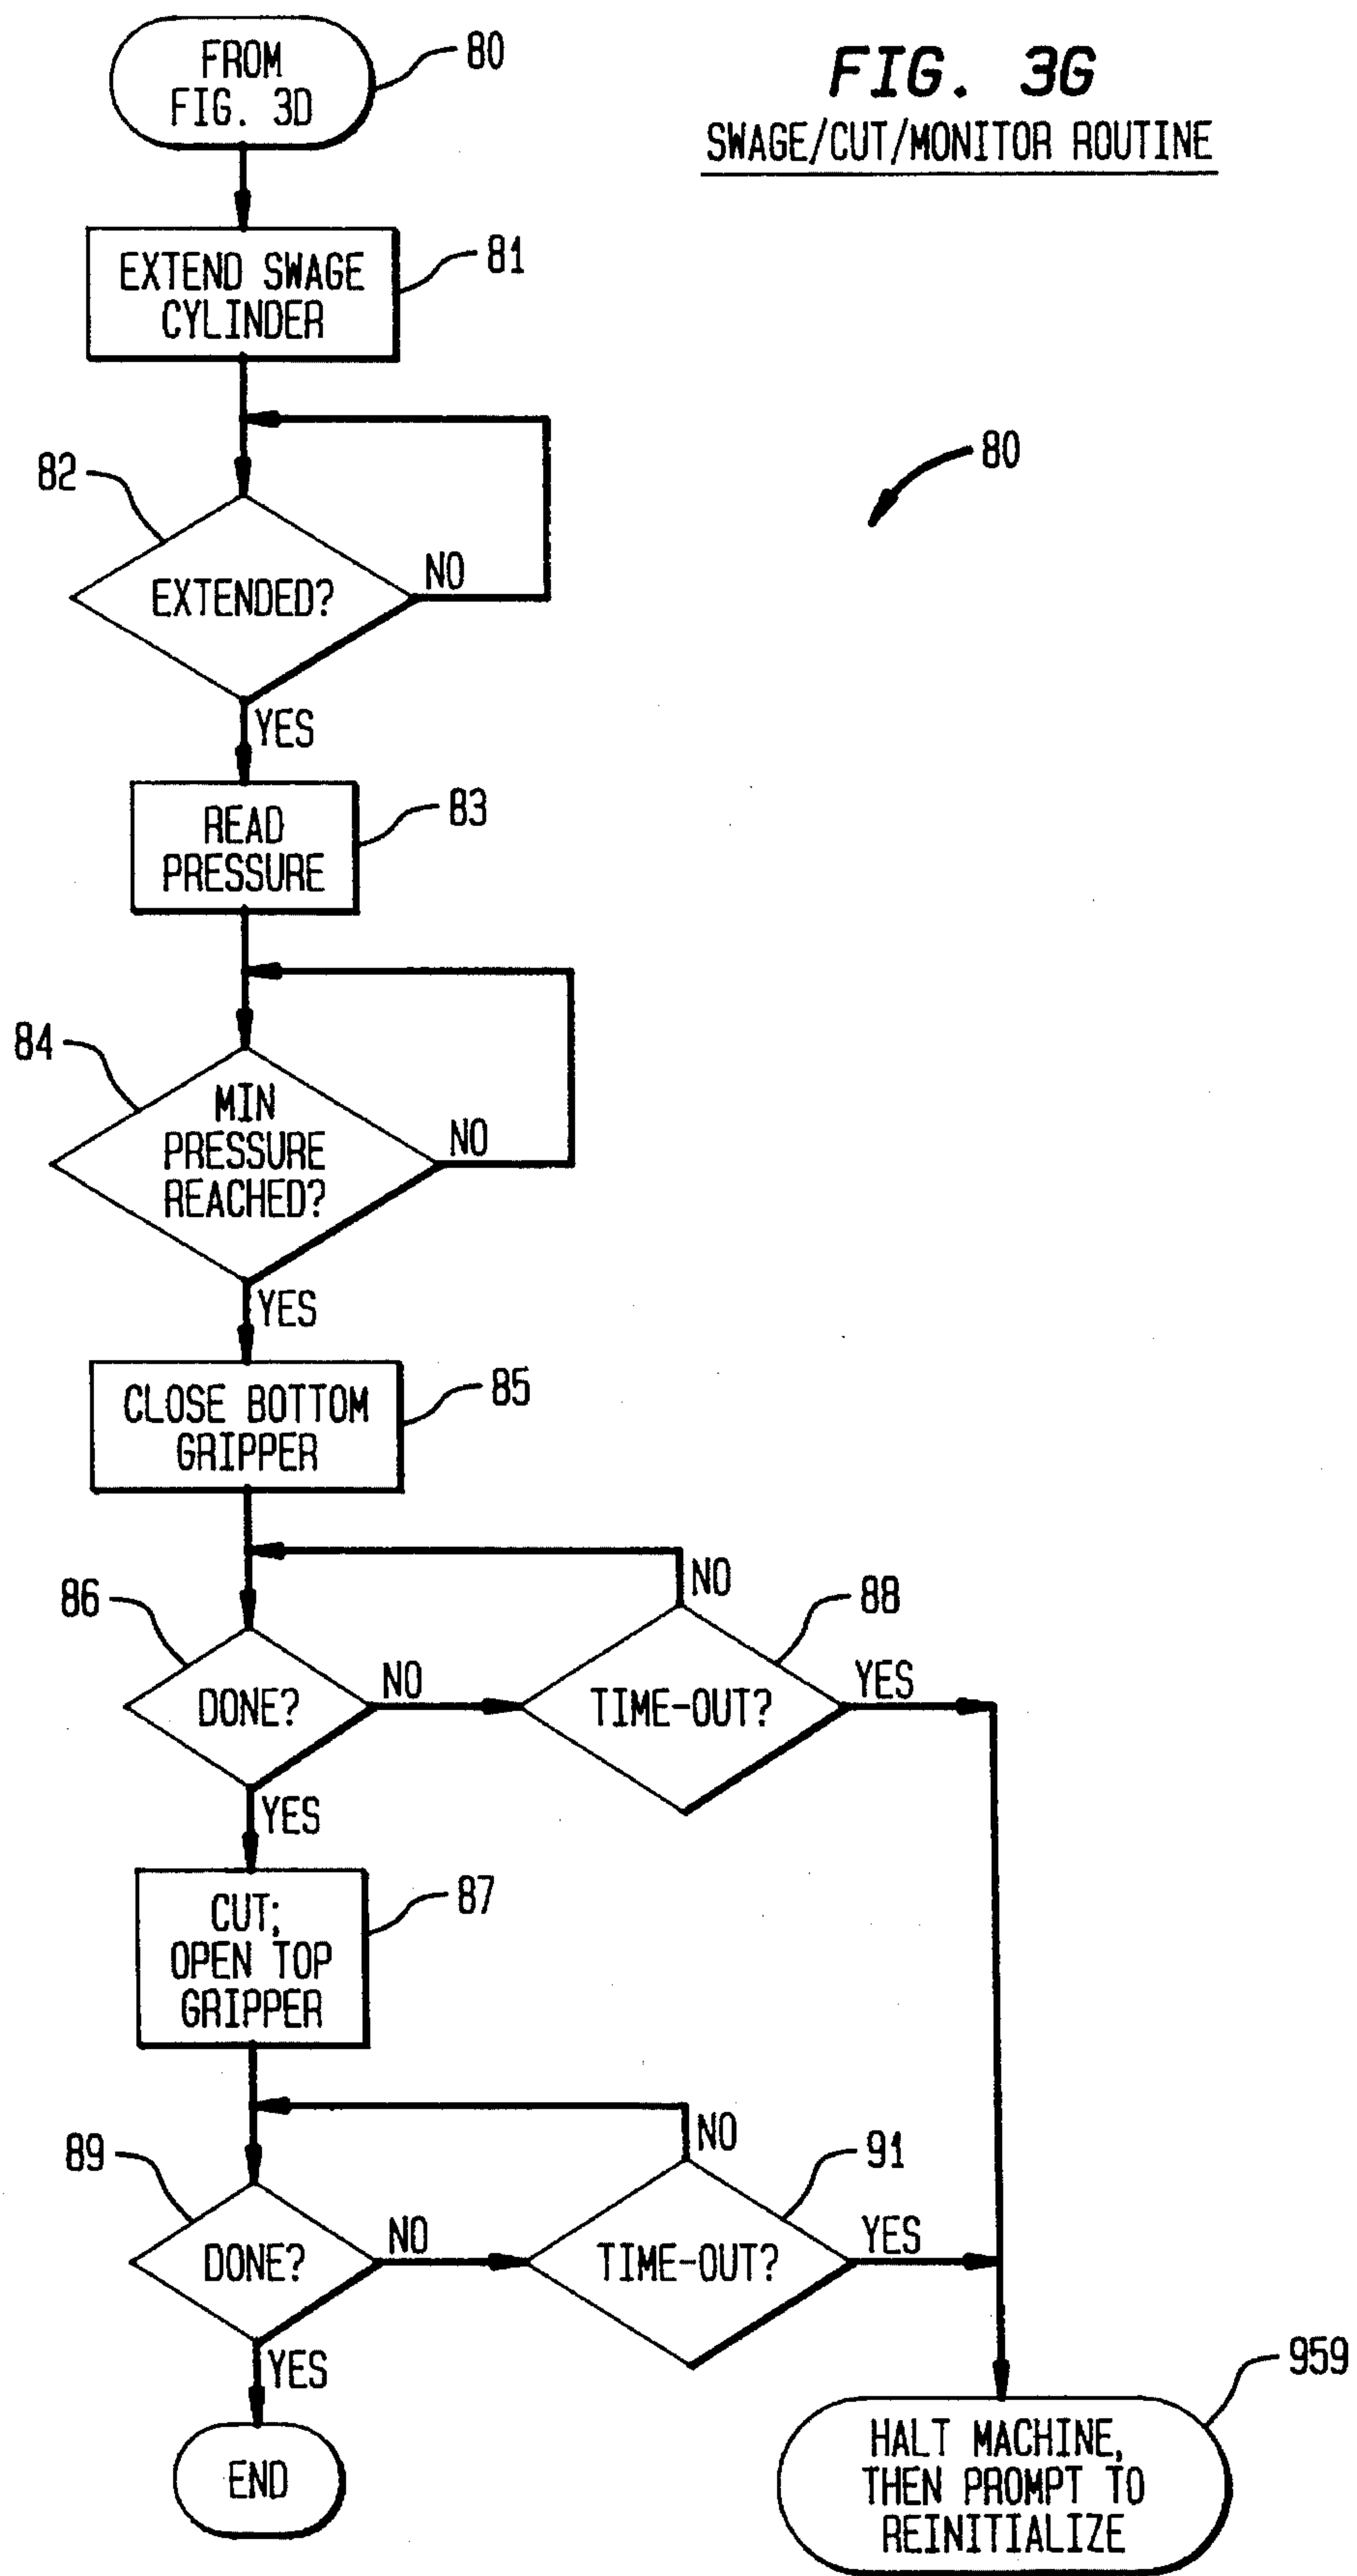 FROM
FIG. 3D
80
FIG. 3G
SWAGE/CUT/MONITOR ROUTINE
EXTEND SWAGE
CYLINDER
81
80
82
EXTENDED?
NO
YES
READ
PRESSURE
83
84
MIN
PRESSURE
REACHED?
NO
YES
CLOSE BOTTOM
GRIPPER
85
86
DONE?
NO
NO
88
TIME-OUT?
YES
YES
CUT;
OPEN TOP
GRIPPER
87
89
DONE?
NO
NO
91
TIME-OUT?
YES
YES
END
959
HALT MACHINE,
THEN PROMPT TO
REINITIALIZE